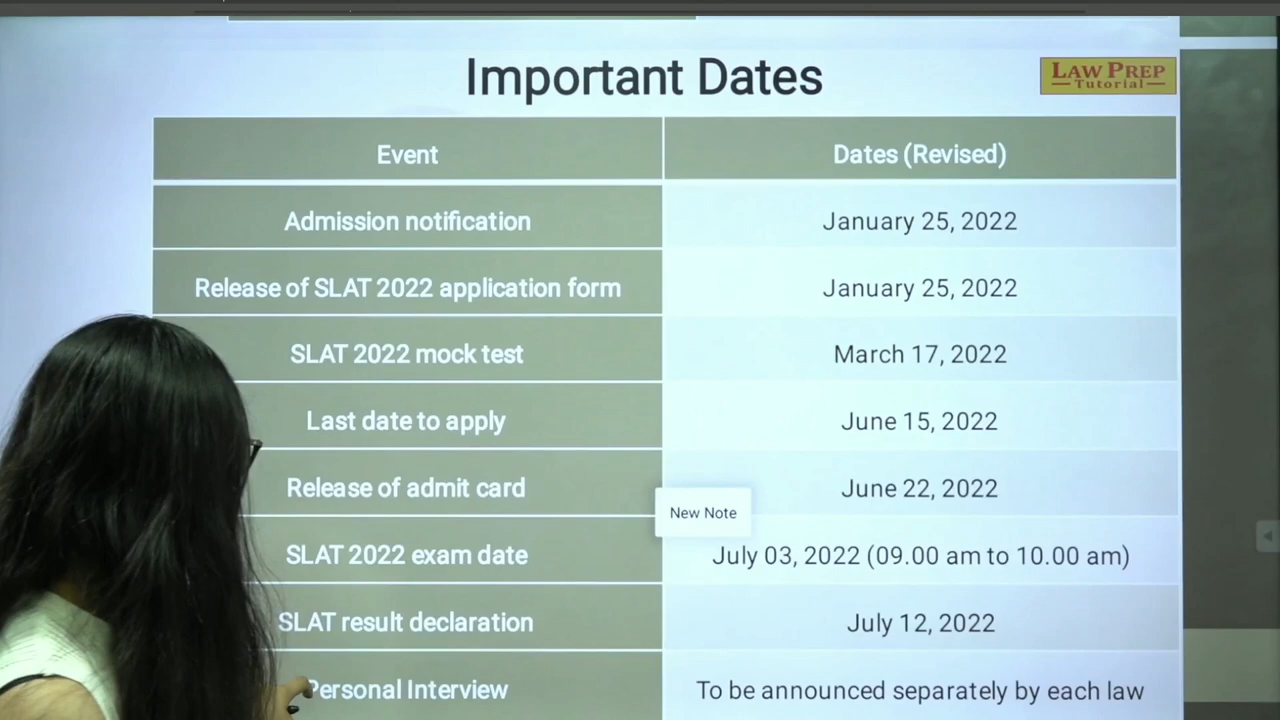 Important Dates
LAW PREP
Tutorial
Event
Dates (Revised)
Admission notification
January 25, 2022
Release of SLAT 2022 application form
January 25, 2022
SLAT 2022 mock test
March 17, 2022
Last date to apply
June 15, 2022
Release of admit card
June 22, 2022
New Note
SLAT 2022 exam date
July 03, 2022 (09.00 am to 10.00 am)
SLAT result declaration
July 12, 2022
Personal Interview
To be announced separately by each law